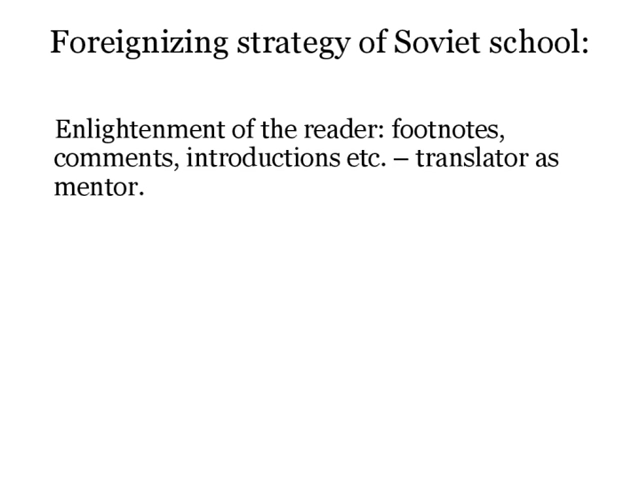 Foreignizing strategy of Soviet school:
Enlightenment of the reader: footnotes,
comments, introductions etc. – translator as
mentor.